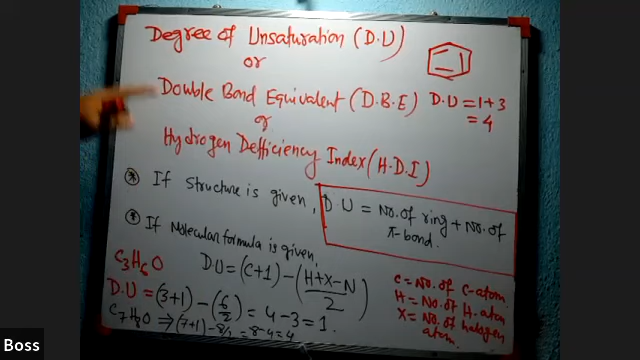 Degree of Unsaturation (D.U)
or
Double Bond Equivalent (D.B.E)
D.U = 1+3
= 4
or
Hydrogen Defficiency Index (H.D.I)
* If Structure is given,
D.U = No. of ring + No. of
π-bond.
* If Molecular formula is given,
D.U = (C+1) - (H+X-N / 2)
C = No. of C-atom.
H = No. of H-atom
X = No. of halogen
atom.
C3H6O
D.U = (3+1) - (6/2) = 4-3 = 1.
C7H8O ⇒ (7+1) - 8/2 = 8-4 = 4
Boss